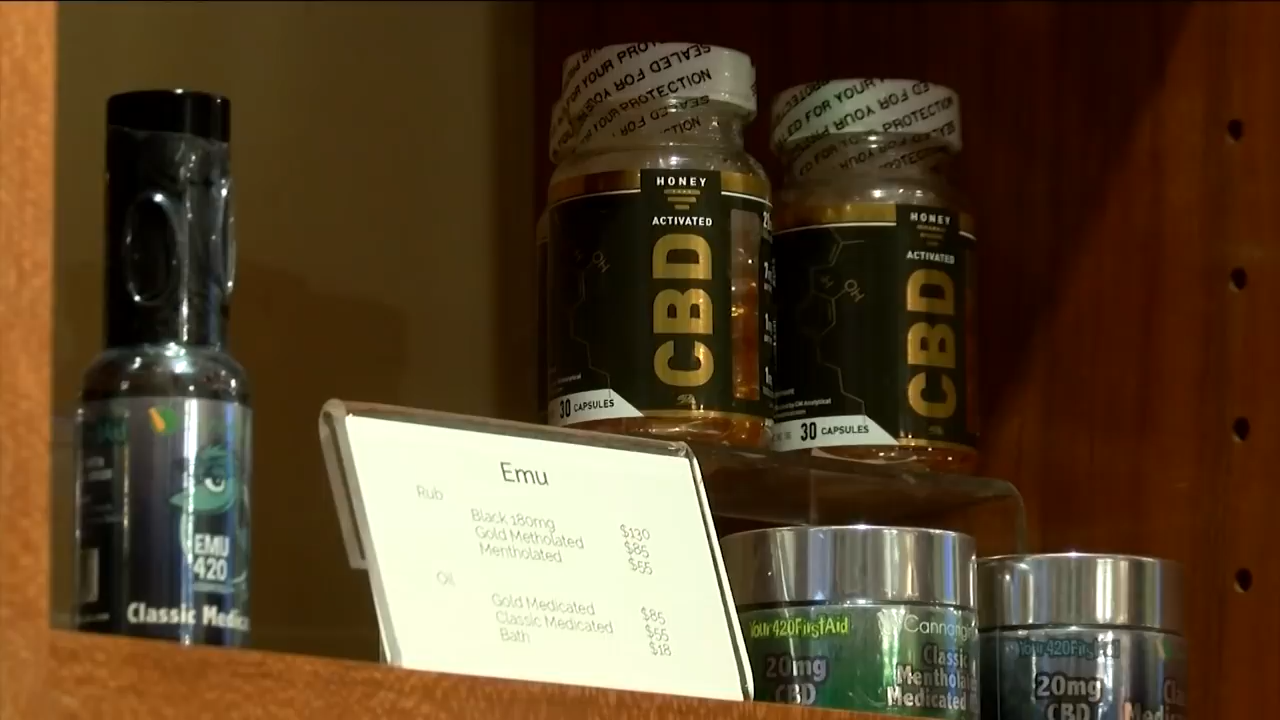 SEALED FOR YOUR PROTECTION
SEALED FOR YOUR PROTECTION
HONEY
ACTIVATED
CBD
30 CAPSULES
HONEY
ACTIVATED
CBD
30 CAPSULES
EMU
420
Classic Medica
Emu
Rub
Black 180mg $130
Gold Metholated $85
Mentholated $55
Oil
Gold Medicated $85
Classic Medicated $55
Bath $18
Your420FirstAid
20mg
CBD
Classic
Mentho
Medicated
Your420FirstAid
20mg
CBD